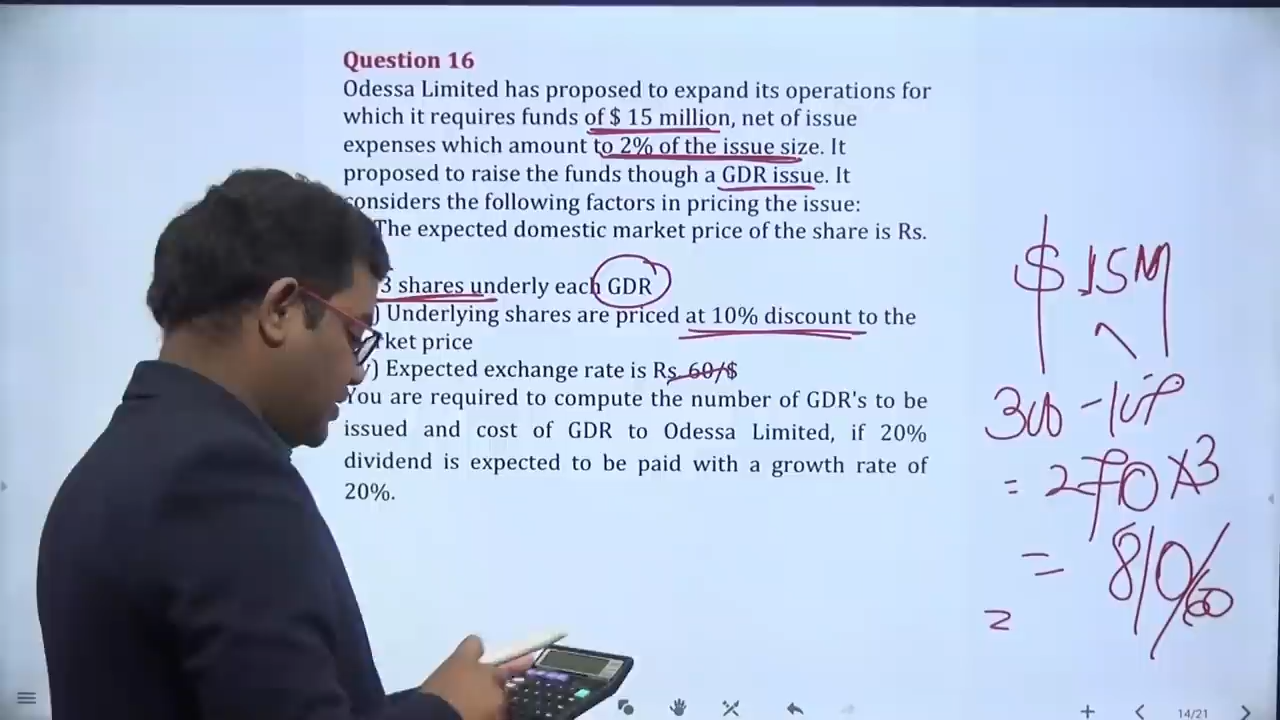 Question 16
Odessa Limited has proposed to expand its operations for
which it requires funds of $ 15 million, net of issue
expenses which amount to 2% of the issue size. It
proposed to raise the funds though a GDR issue. It
considers the following factors in pricing the issue:
The expected domestic market price of the share is Rs.
3 shares underly each GDR
) Underlying shares are priced at 10% discount to the
ket price
) Expected exchange rate is Rs. 60/$
You are required to compute the number of GDR's to be
issued and cost of GDR to Odessa Limited, if 20%
dividend is expected to be paid with a growth rate of
20%.
$ 15M
300 - 10%
= 270 x 3
= 810/60
=
14/21